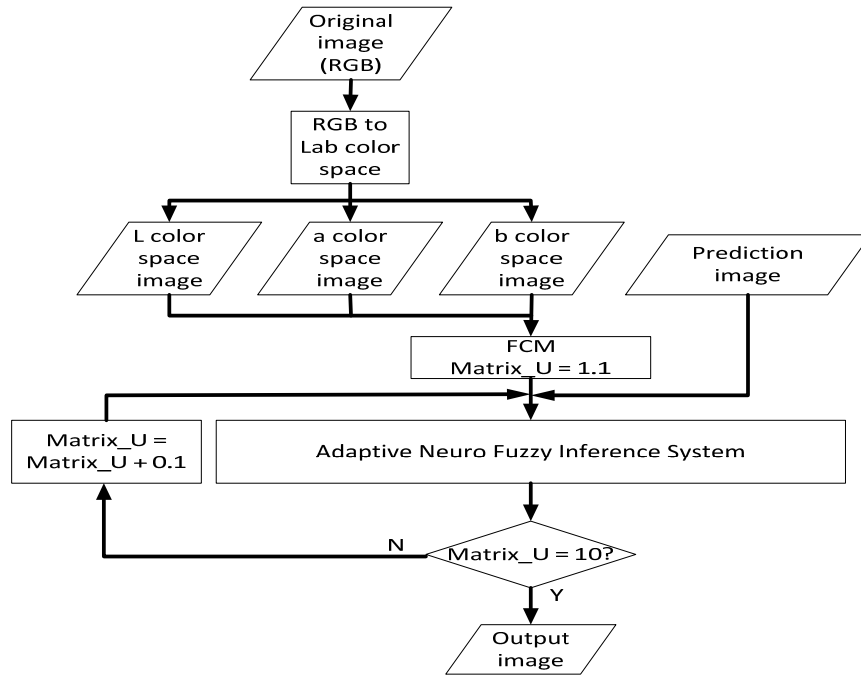 Original
image
(RGB)
RGB to
Lab color
space
L color
space
image
a color
space
image
b color
space
image
Prediction
image
FCM
Matrix_U = 1.1
Matrix_U =
Matrix_U + 0.1
Adaptive Neuro Fuzzy Inference System
N
Matrix_U = 10?
Y
Output
image